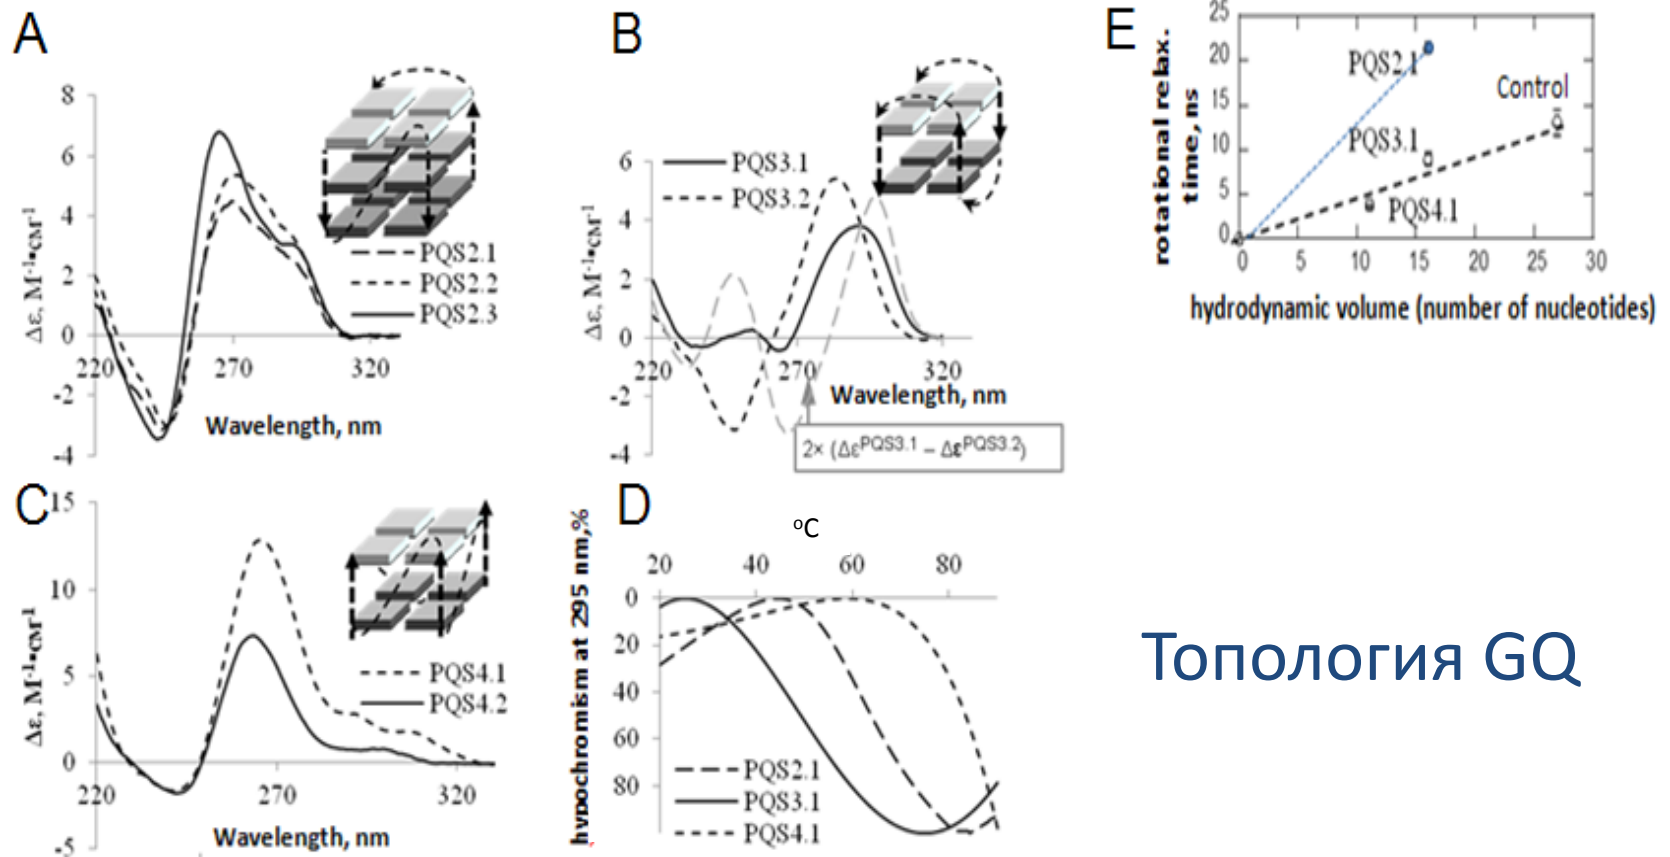 A
8
6
4
2
0
-2
-4
220
270
320
Δε, M⁻¹•см⁻¹
PQS2.1
PQS2.2
PQS2.3
Wavelength, nm
B
6
4
2
0
-2
-4
220
270
320
Δε, M⁻¹•см⁻¹
PQS3.1
PQS3.2
Wavelength, nm
2× (Δε^PQS3.1 – Δε^PQS3.2)
E
25
20
15
10
5
0
rotational relax.
time, ns
PQS2.1
Control
PQS3.1
PQS4.1
0 5 10 15 20 25 30
hydrodynamic volume (number of nucleotides)
C
15
10
5
0
-5
220
270
320
Δε, M⁻¹•см⁻¹
PQS4.1
PQS4.2
Wavelength, nm
D
°C
20 40 60 80
0
20
40
60
80
hypochromism at 295 nm,%
PQS2.1
PQS3.1
PQS4.1
Топология GQ